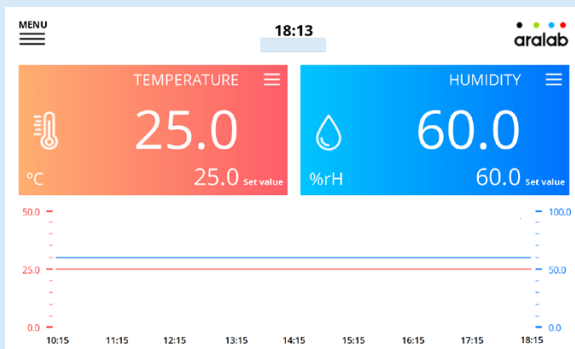 MENU
18:13
aralab
TEMPERATURE
25.0
°C
25.0 Set value
HUMIDITY
60.0
%rH
60.0 Set value
50.0
25.0
0.0
100.0
50.0
0.0
10:15 11:15 12:15 13:15 14:15 15:15 16:15 17:15 18:15